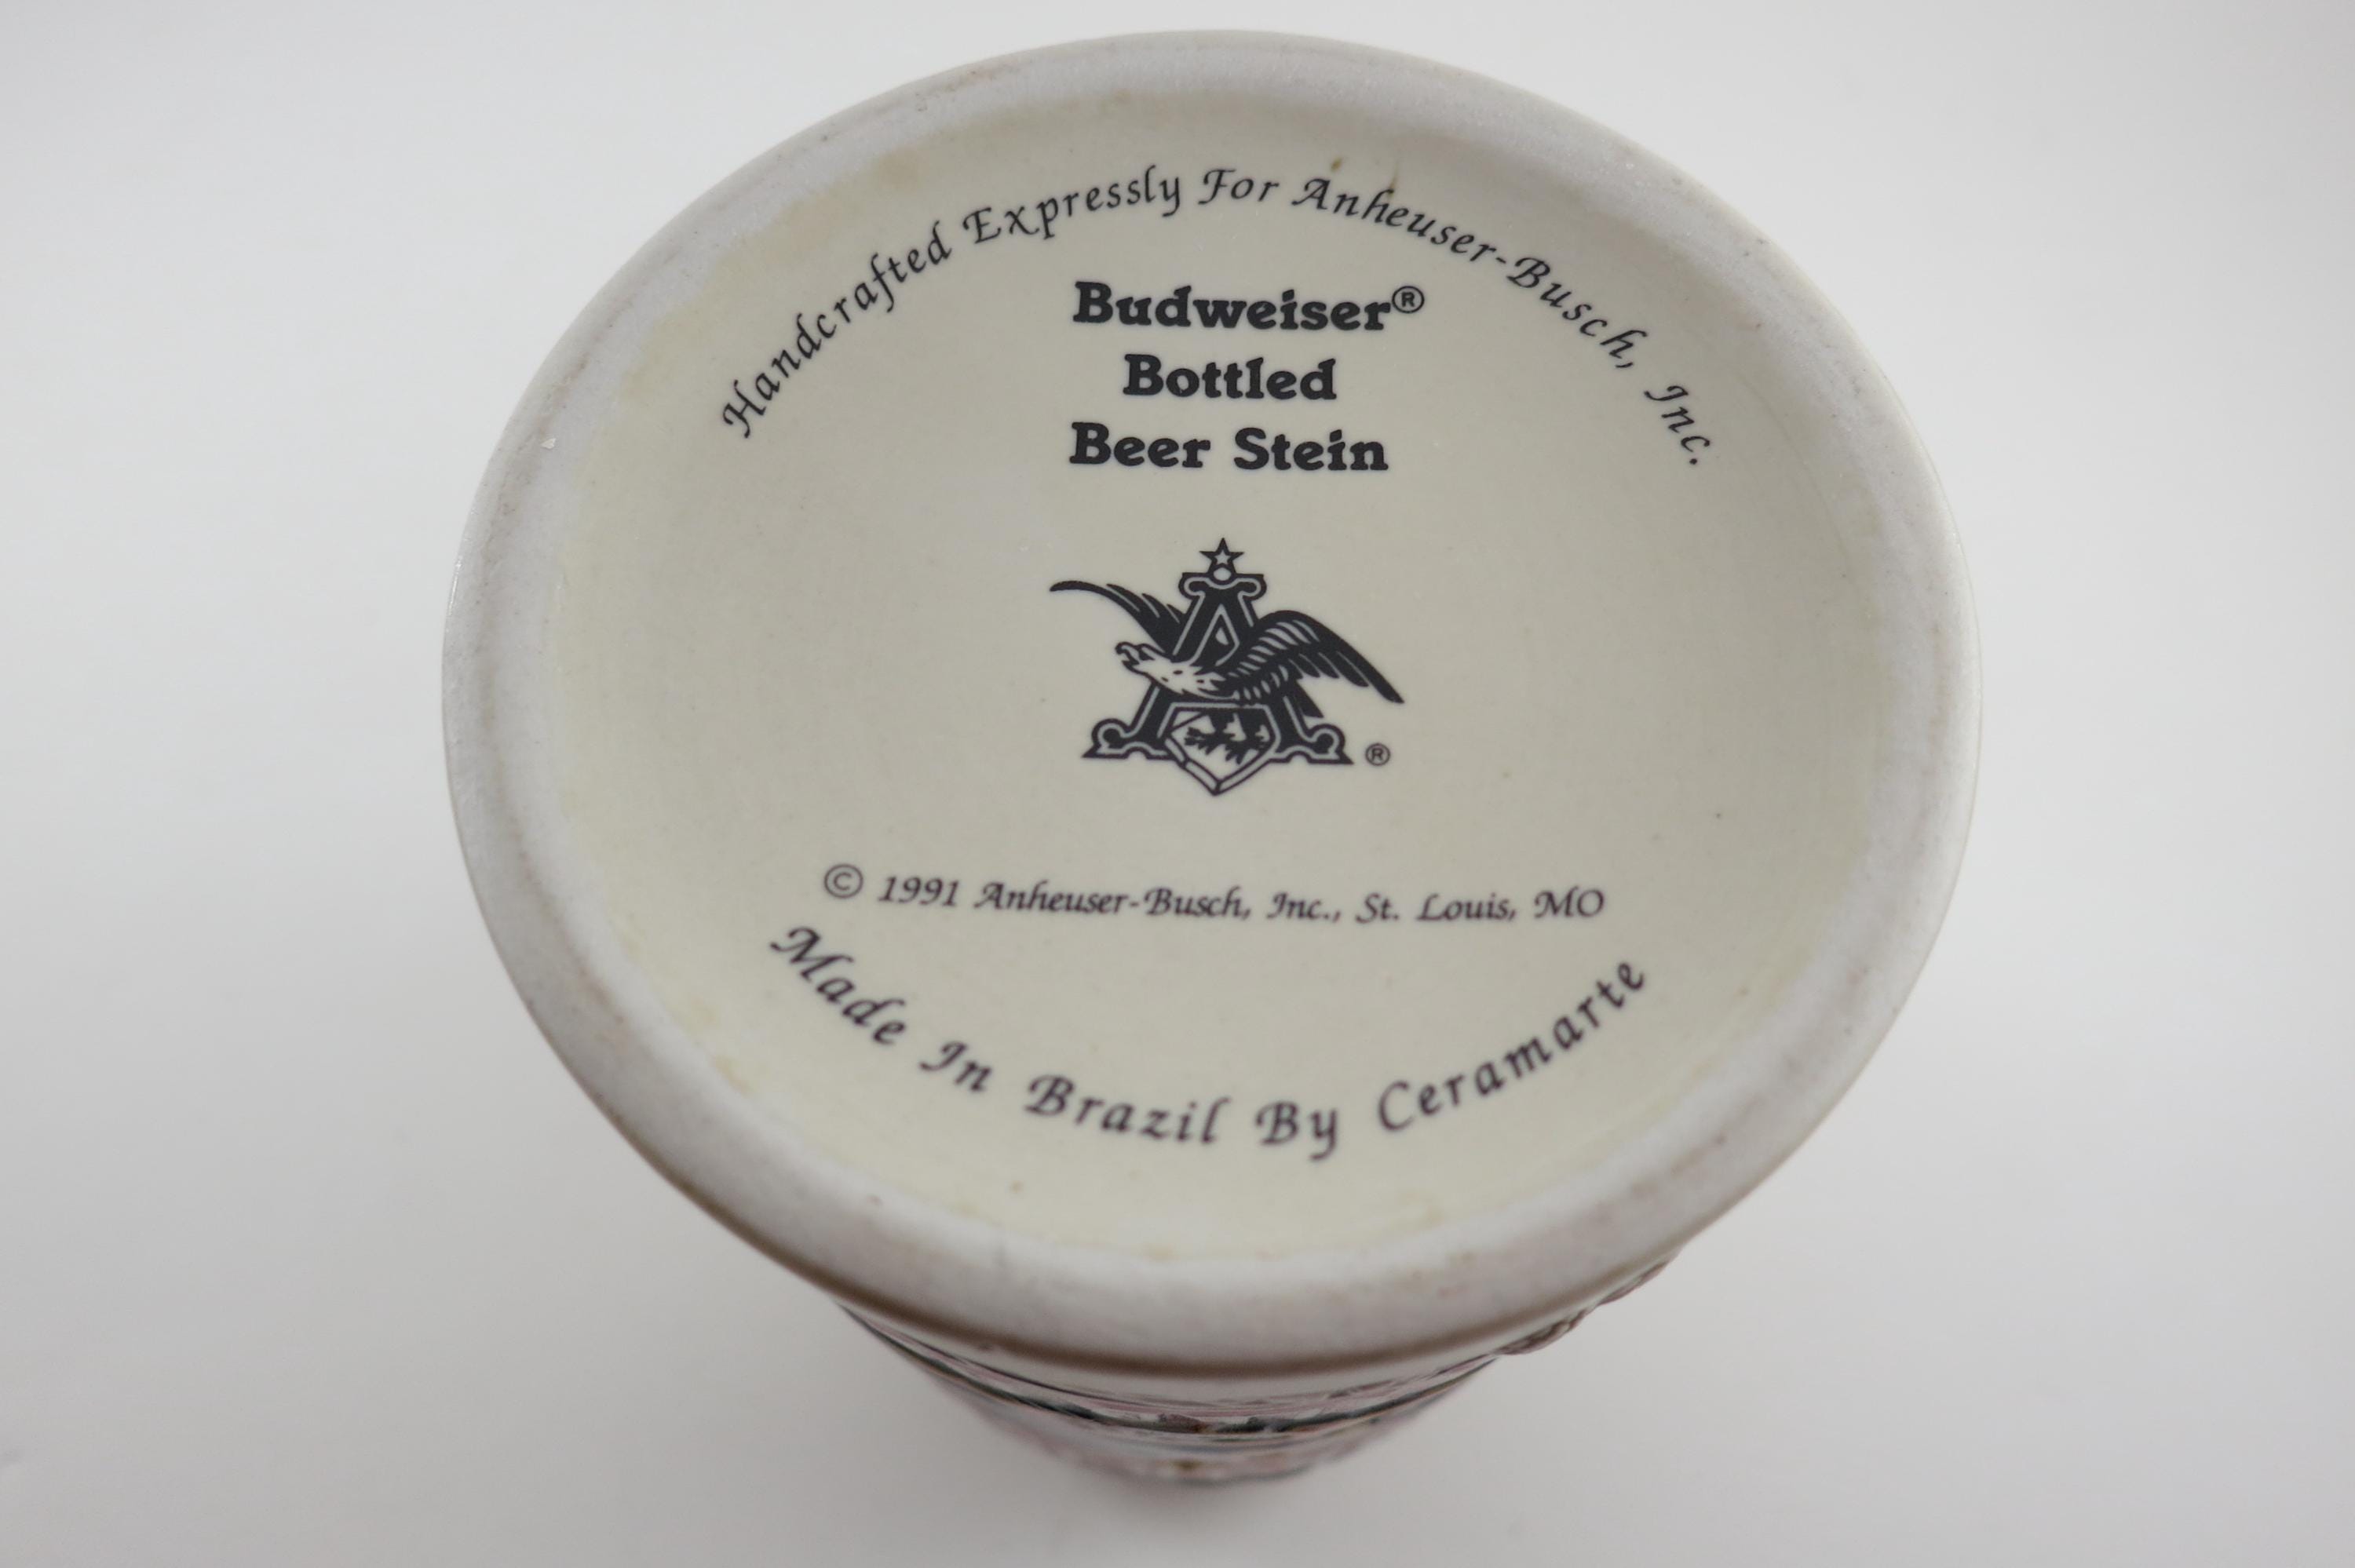 Handcrafted Expressly For Anheuser-Busch, Inc.
Budweiser®
Bottled
Beer Stein
A
®
© 1991 Anheuser-Busch, Inc., St. Louis, MO
Made In Brazil By Ceramarte